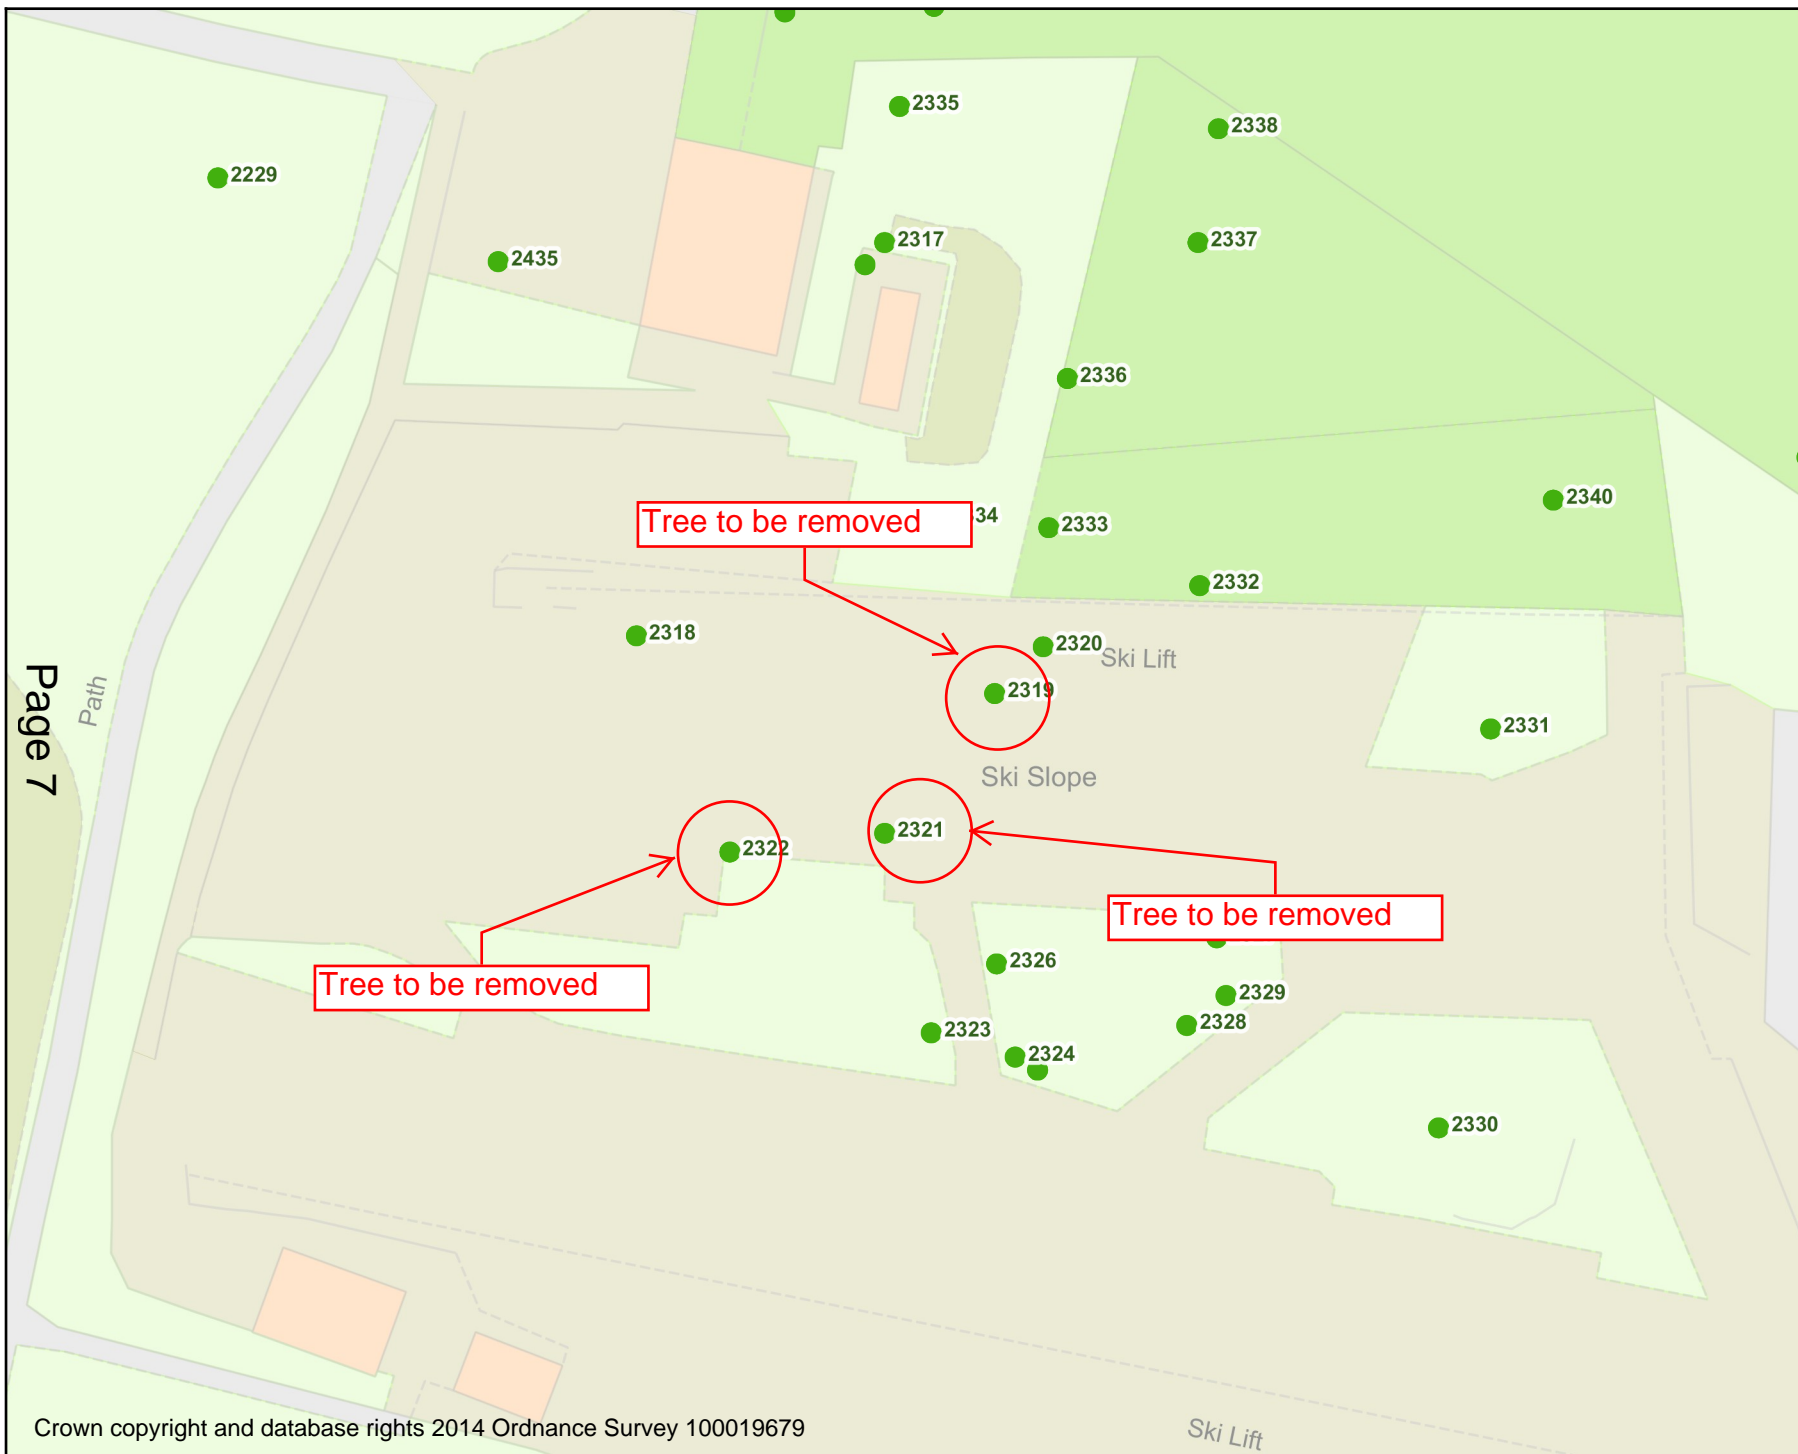 2335
2338
2229
2317
2337
2435
2336
2340
Tree to be removed
34
2333
2332
2318
2320
Ski Lift
2319
Page 7
Path
2331
Ski Slope
2321
2322
Tree to be removed
2326
Tree to be removed
2329
2328
2323
2324
2330
Crown copyright and database rights 2014 Ordnance Survey 100019679
Ski Lift